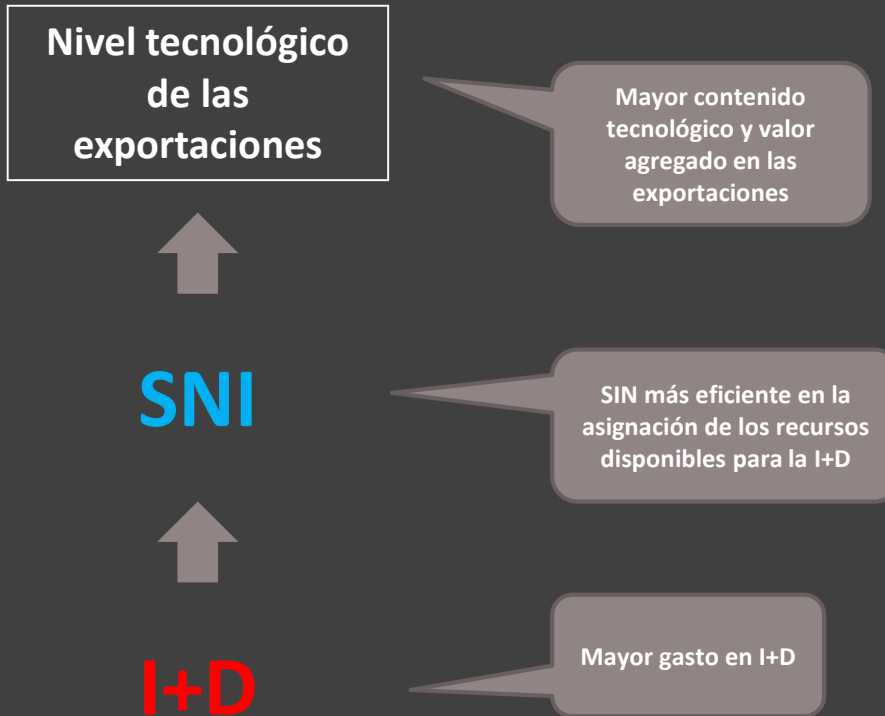 Nivel tecnológico
de las
exportaciones
Mayor contenido
tecnológico y valor
agregado en las
exportaciones
SNI
SIN más eficiente en la
asignación de los recursos
disponibles para la I+D
I+D
Mayor gasto en I+D